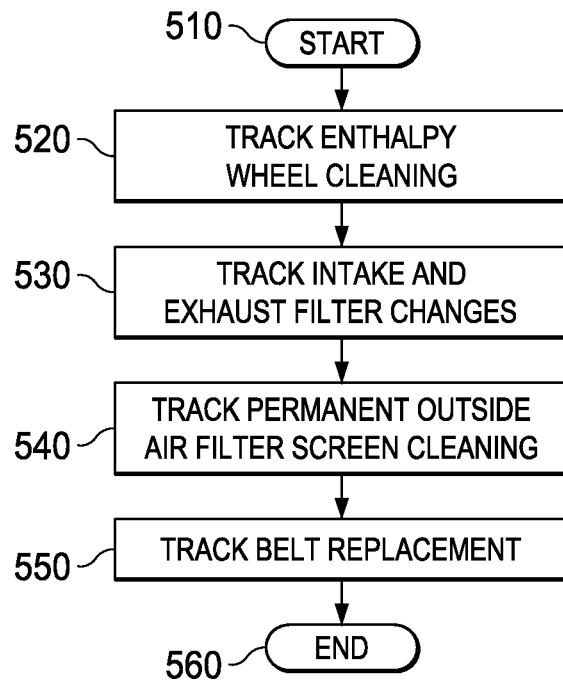 510
START
520
TRACK ENTHALPY
WHEEL CLEANING
530
TRACK INTAKE AND
EXHAUST FILTER CHANGES
540
TRACK PERMANENT OUTSIDE
AIR FILTER SCREEN CLEANING
550
TRACK BELT REPLACEMENT
560
END